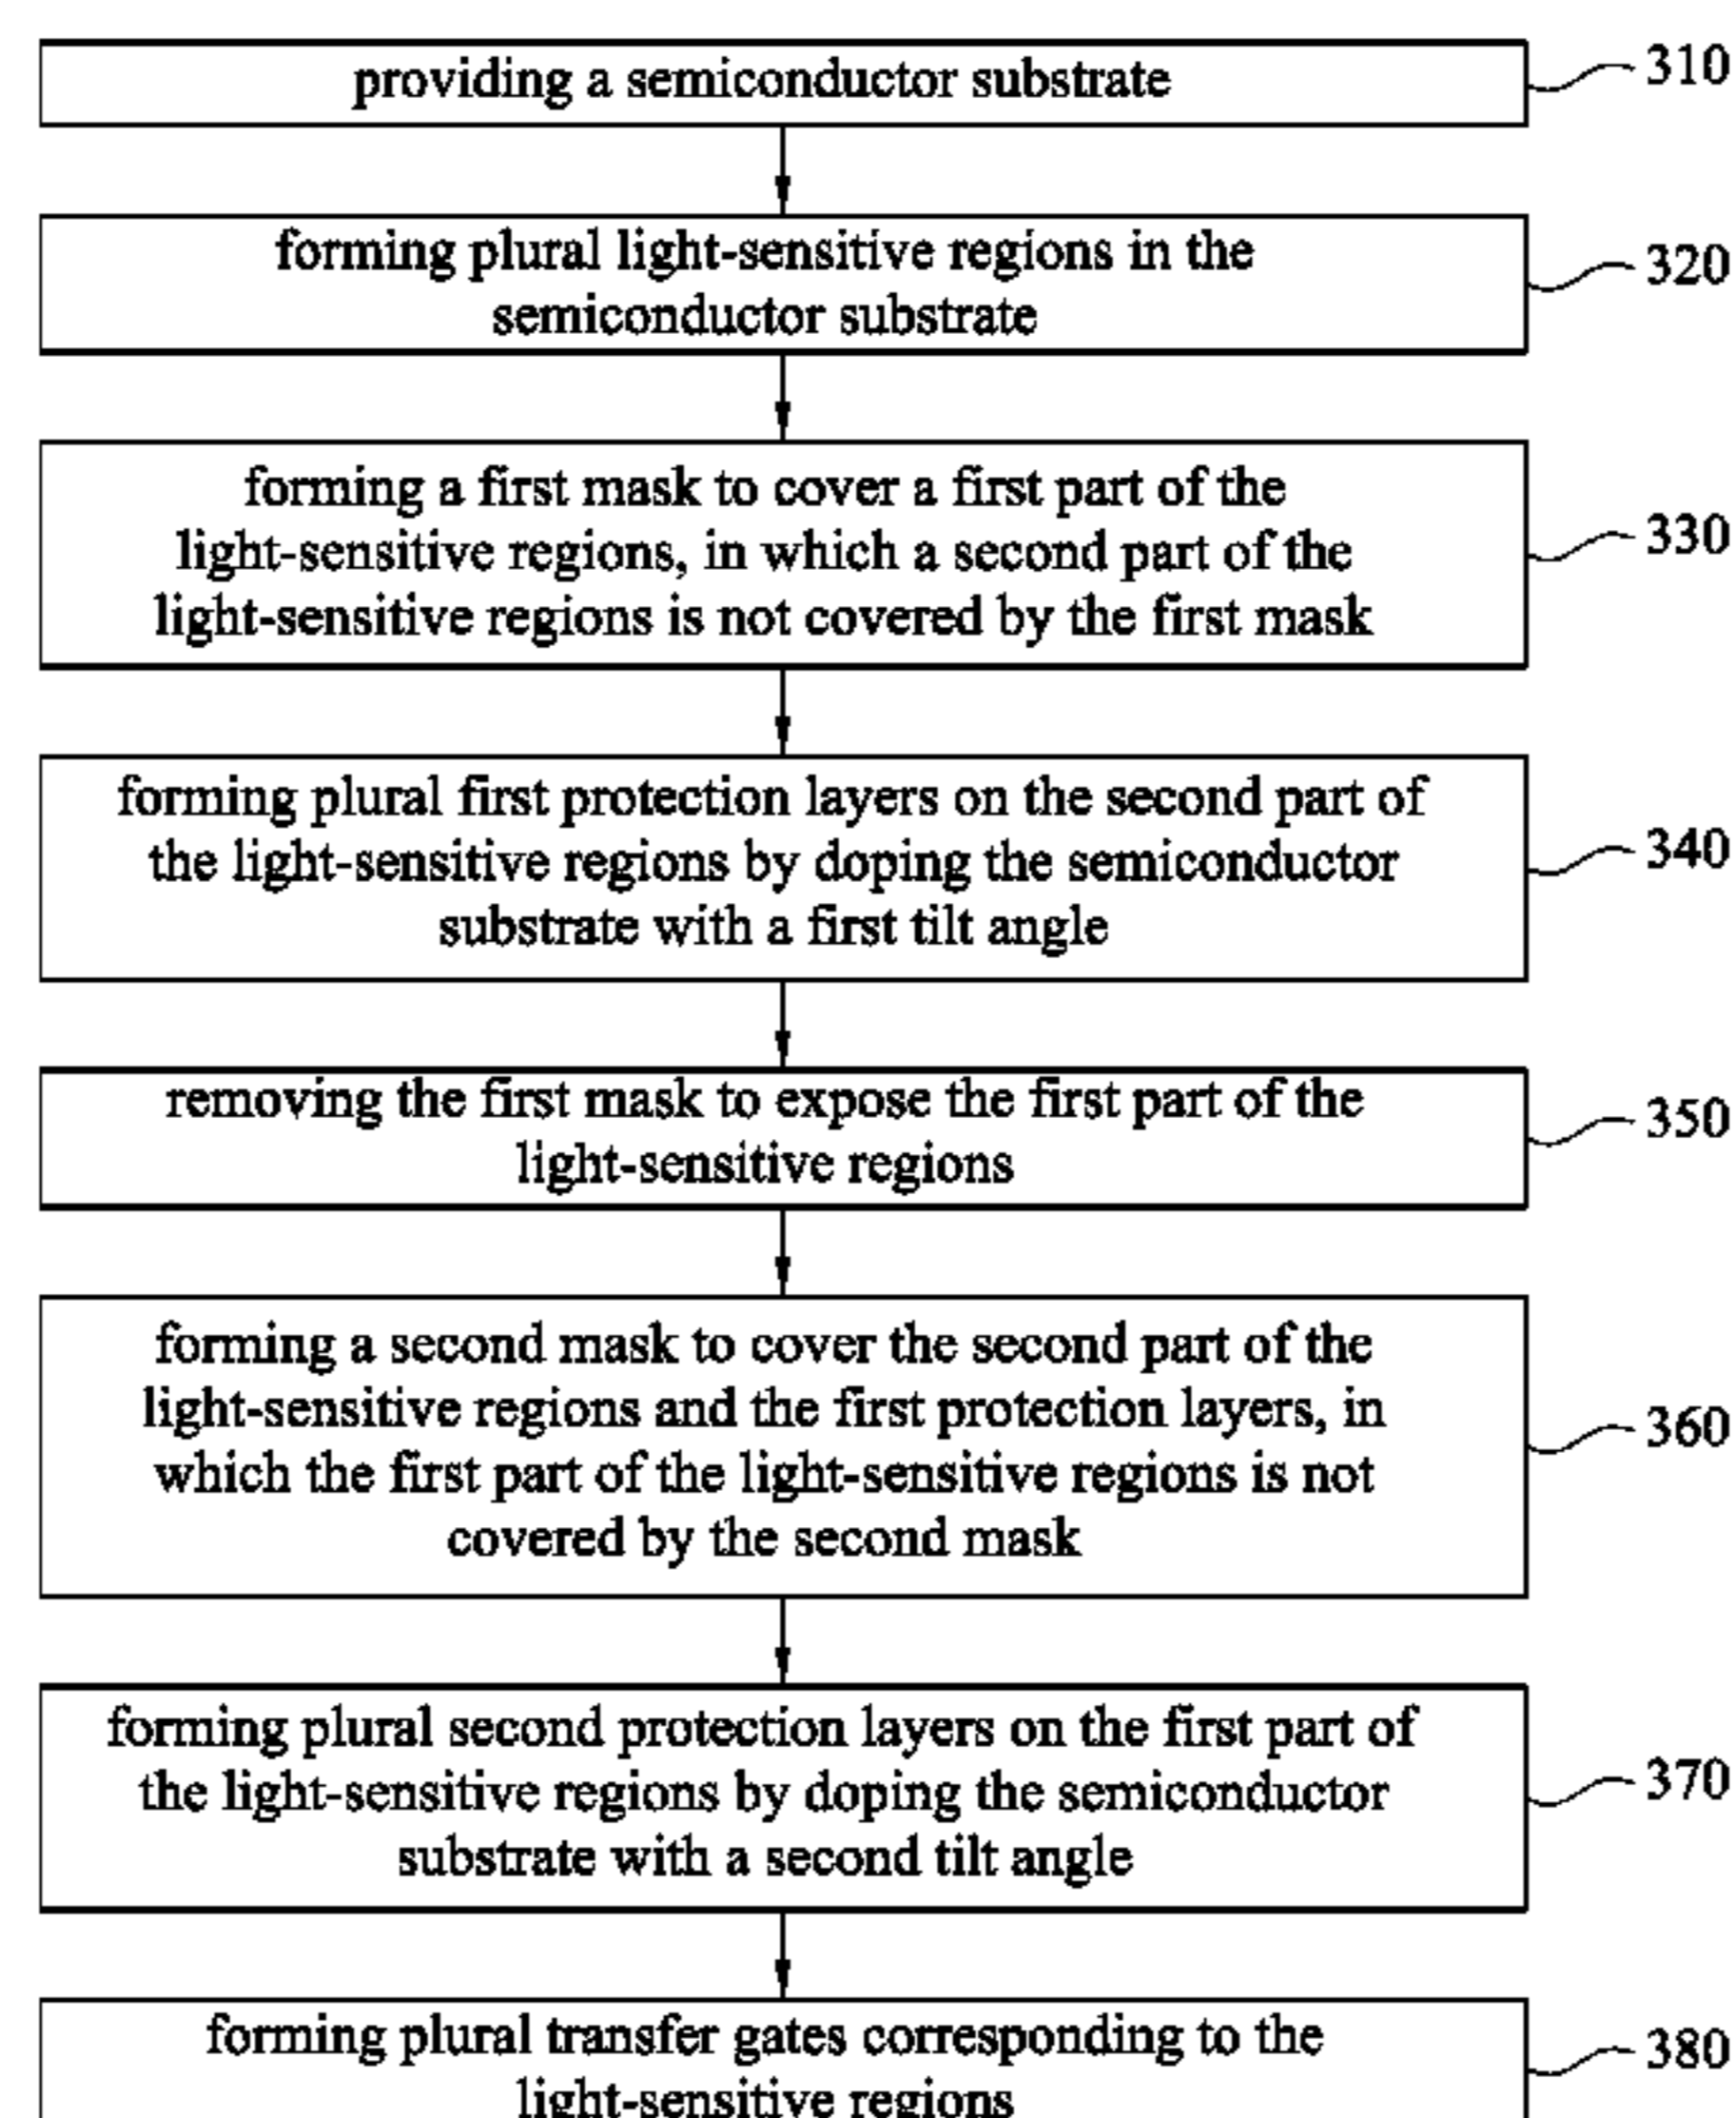 providing a semiconductor substrate
310
forming plural light-sensitive regions in the
semiconductor substrate
320
forming a first mask to cover a first part of the
light-sensitive regions, in which a second part of the
light-sensitive regions is not covered by the first mask
330
forming plural first protection layers on the second part of
the light-sensitive regions by doping the semiconductor
substrate with a first tilt angle
340
removing the first mask to expose the first part of the
light-sensitive regions
350
forming a second mask to cover the second part of the
light-sensitive regions and the first protection layers, in
which the first part of the light-sensitive regions is not
covered by the second mask
360
forming plural second protection layers on the first part of
the light-sensitive regions by doping the semiconductor
substrate with a second tilt angle
370
forming plural transfer gates corresponding to the
light-sensitive regions
380